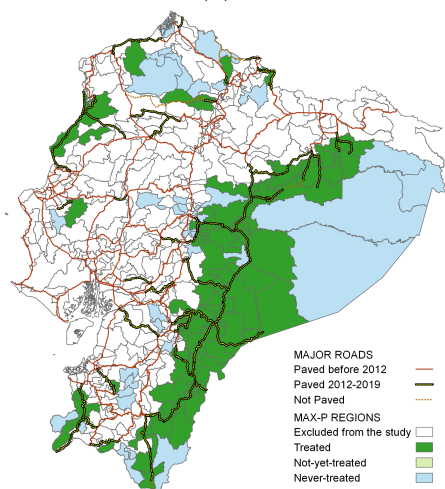 MAJOR ROADS
Paved before 2012
Paved 2012-2019
Not Paved
MAX-P REGIONS
Excluded from the study
Treated
Not-yet-treated
Never-treated